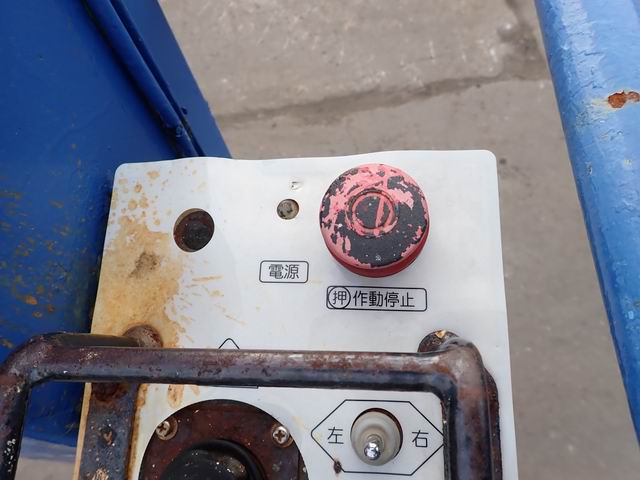 電源
押作動停止
左 右